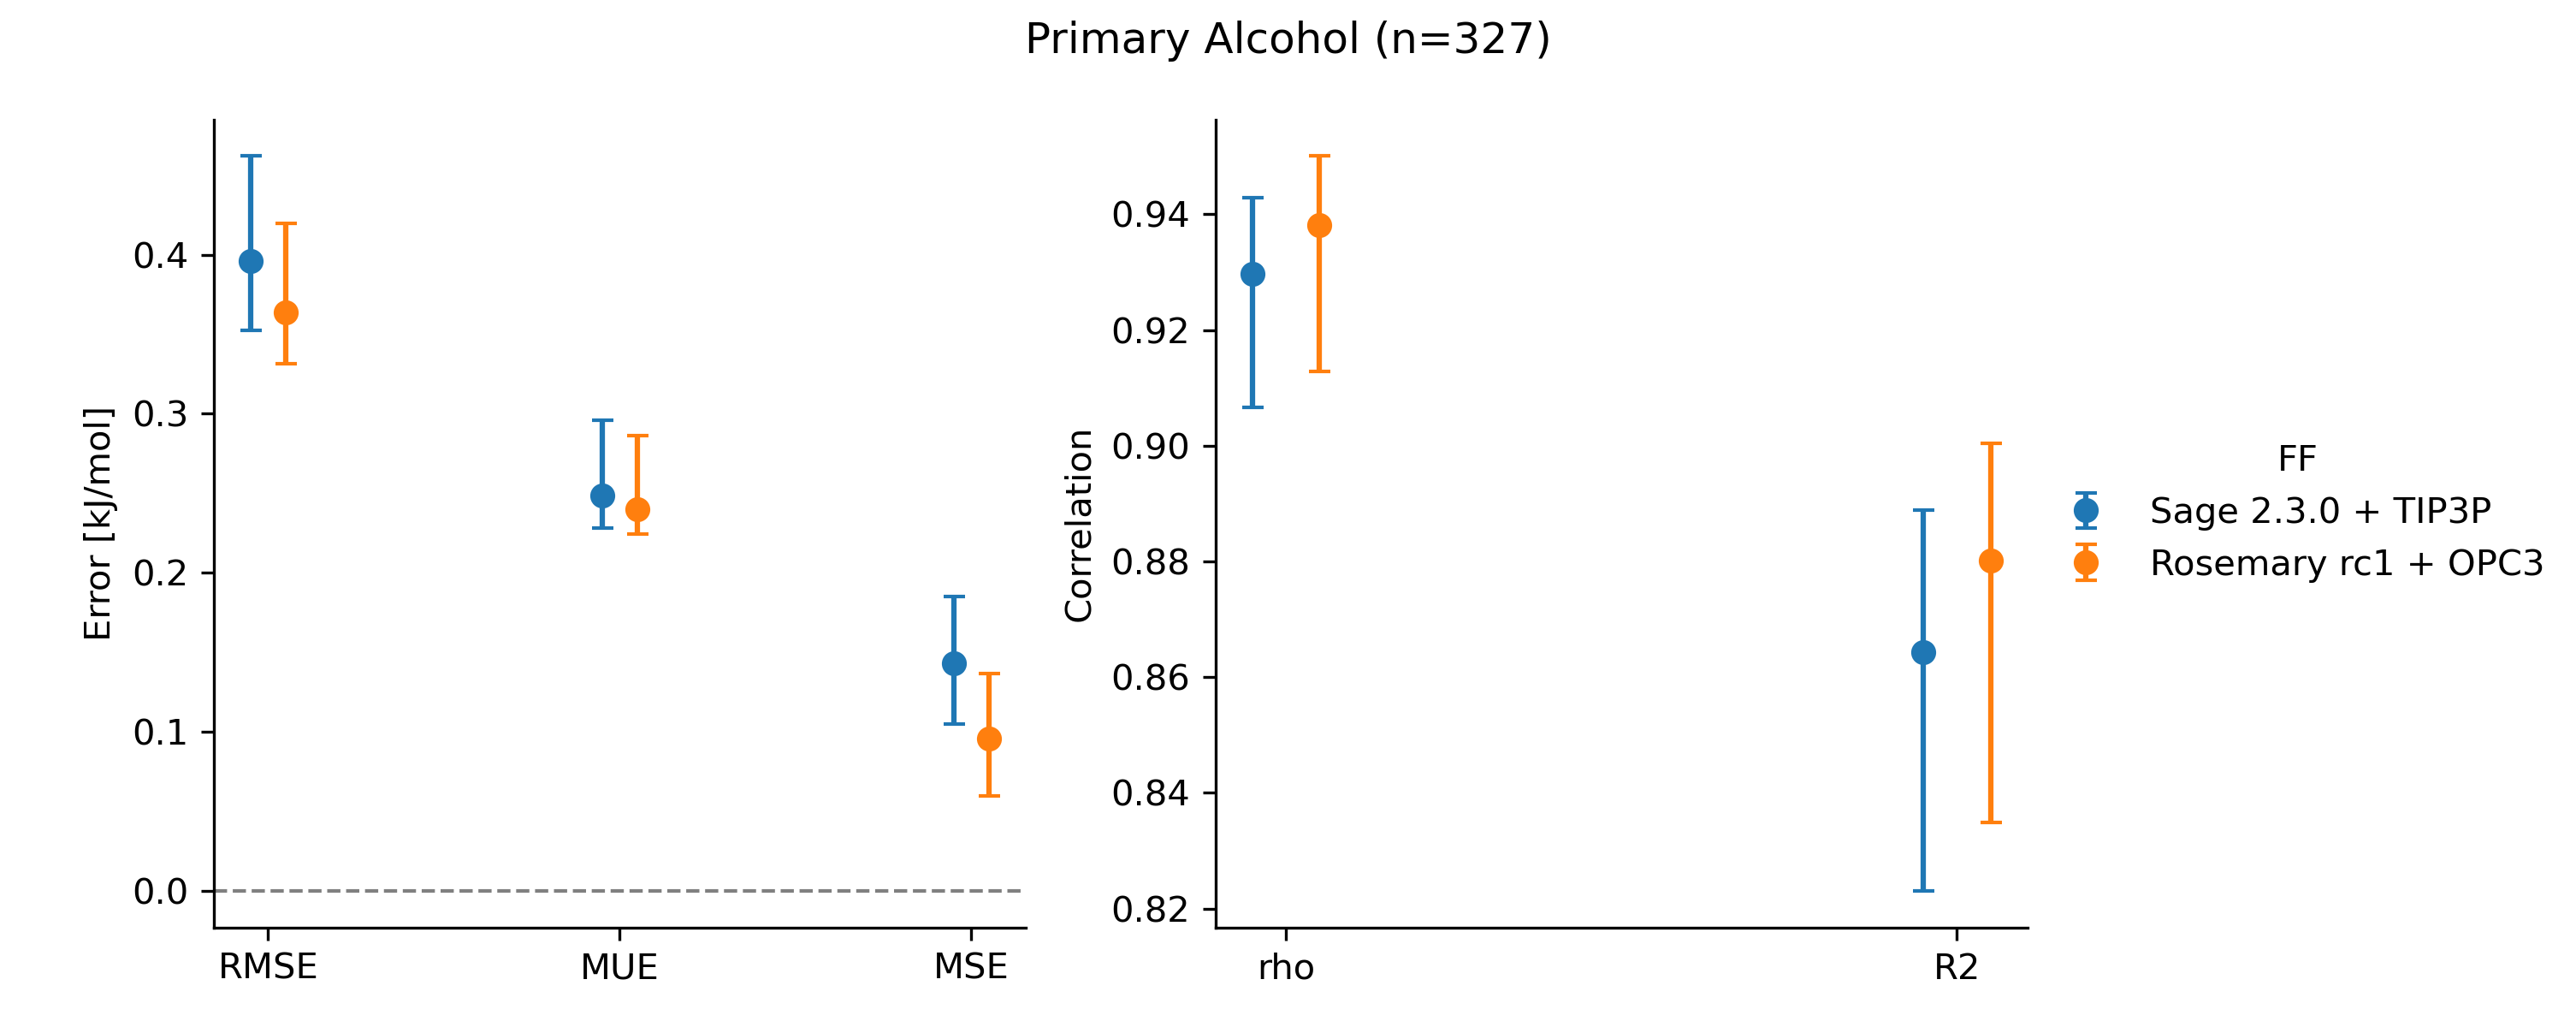 Primary Alcohol (n=327)
Error [kJ/mol]
0.4
0.3
0.2
0.1
0.0
RMSE
MUE
MSE
Correlation
0.94
0.92
0.90
0.88
0.86
0.84
0.82
rho
R2
FF
Sage 2.3.0 + TIP3P
Rosemary rc1 + OPC3